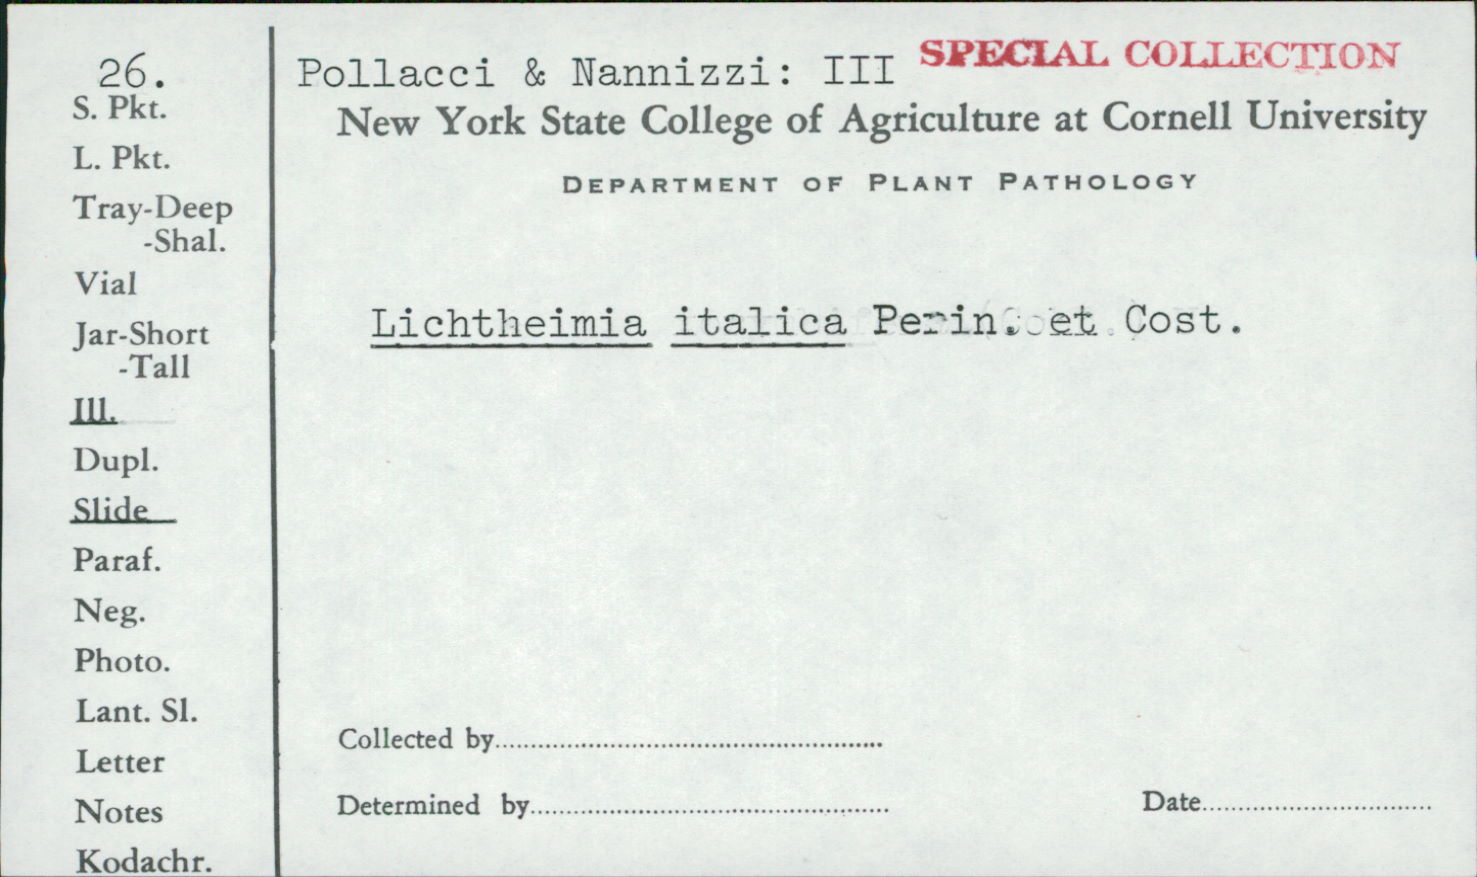 26.
S. Pkt.
L. Pkt.
Tray-Deep
-Shal.
Vial
Jar-Short
-Tall
Ill.
Dupl.
Slide
Paraf.
Neg.
Photo.
Lant. Sl.
Letter
Notes
Kodachr.
Pollacci & Nannizzi: III SPECIAL COLLECTION
New York State College of Agriculture at Cornell University
DEPARTMENT OF PLANT PATHOLOGY
Lichtheimia italica Perin. et Cost.
Collected by
Determined by
Date